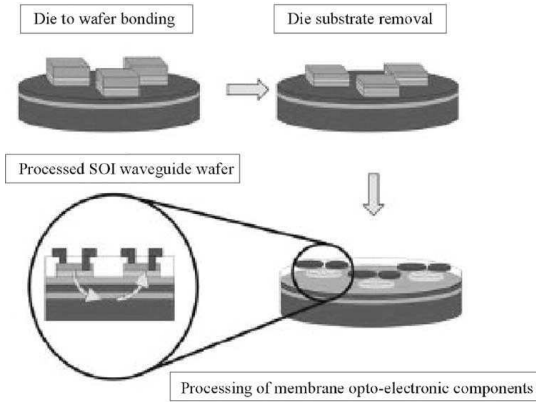 Die to wafer bonding
Die substrate removal
Processed SOI waveguide wafer
Processing of membrane opto-electronic components